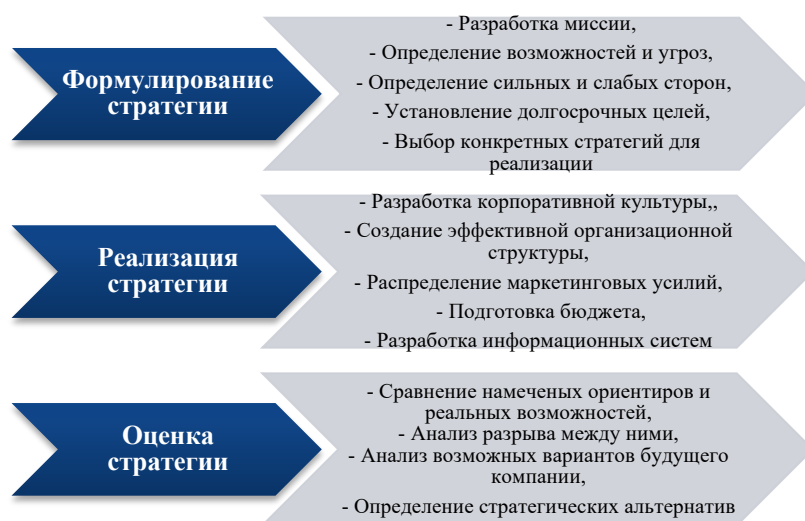 Формулирование
стратегии
- Разработка миссии,
- Определение возможностей и угроз,
- Определение сильных и слабых сторон,
- Установление долгосрочных целей,
- Выбор конкретных стратегий для
реализации
Реализация
стратегии
- Разработка корпоративной культуры,,
- Создание эффективной организационной
структуры,
- Распределение маркетинговых усилий,
- Подготовка бюджета,
- Разработка информационных систем
Оценка
стратегии
- Сравнение намеченых ориентиров и
реальных возможностей,
- Анализ разрыва между ними,
- Анализ возможных вариантов будущего
компании,
- Определение стратегических альтернатив